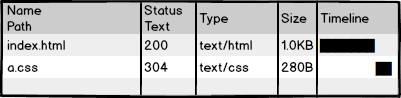 Name Path Status Text Type Size Timeline
index.html 200 text/html 1.0KB
a.css 304 text/css 280B